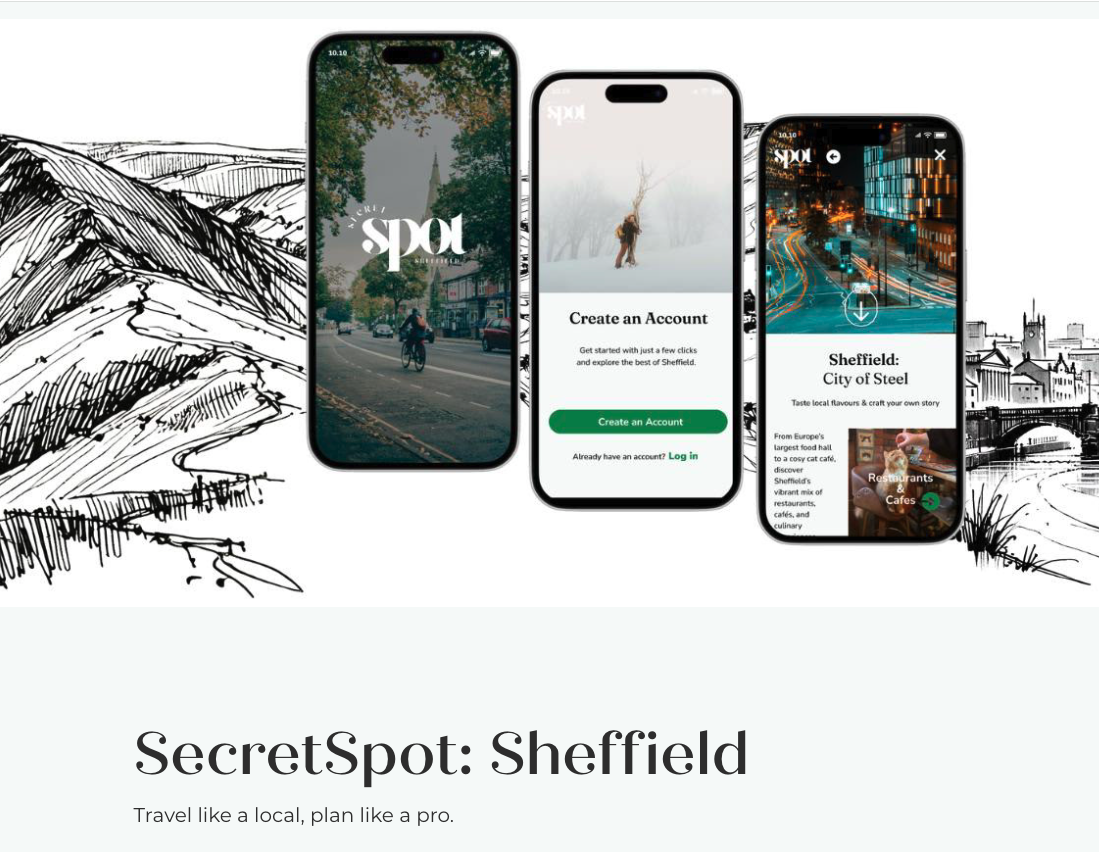 10.10
SECRET
spot
SHEFFIELD
10.10
spot
Create an Account
Get started with just a few clicks
and explore the best of Sheffield.
Create an Account
Already have an account? Log in
10.10
spot
Sheffield:
City of Steel
Taste local flavours & craft your own story
From Europe's
largest food hall
to a cosy cat café,
discover
Sheffield's
vibrant mix of
restaurants,
cafés, and
culinary
Restaurants
&
Cafes
SecretSpot: Sheffield
Travel like a local, plan like a pro.